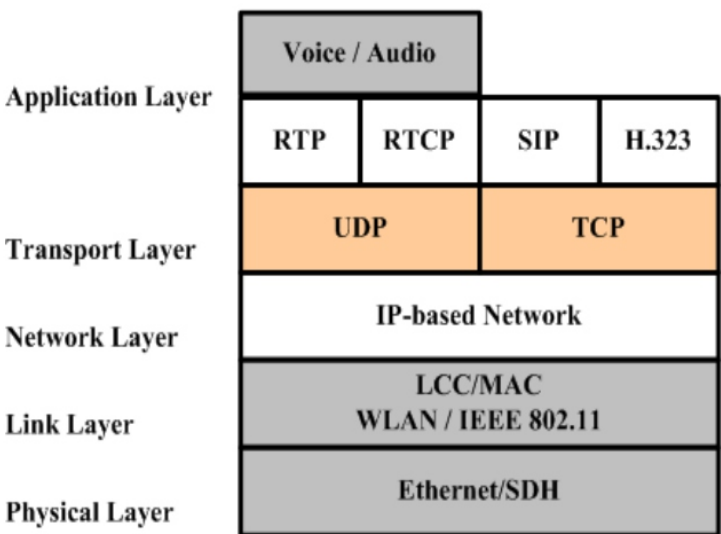 Voice / Audio
Application Layer
RTP RTCP SIP H.323
UDP TCP
Transport Layer
IP-based Network
Network Layer
LCC/MAC
WLAN / IEEE 802.11
Link Layer
Ethernet/SDH
Physical Layer